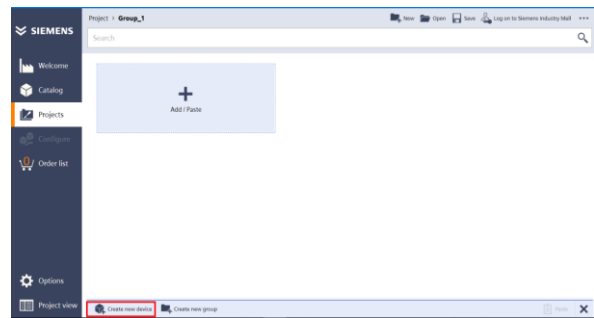 Project > Group_1
New Open Save Log on to Siemens Industry Mall
SIEMENS
Search
Welcome
Catalog
Add / Paste
Projects
Configure
0
Order list
Options
Project view
Create new device Create new group Paste